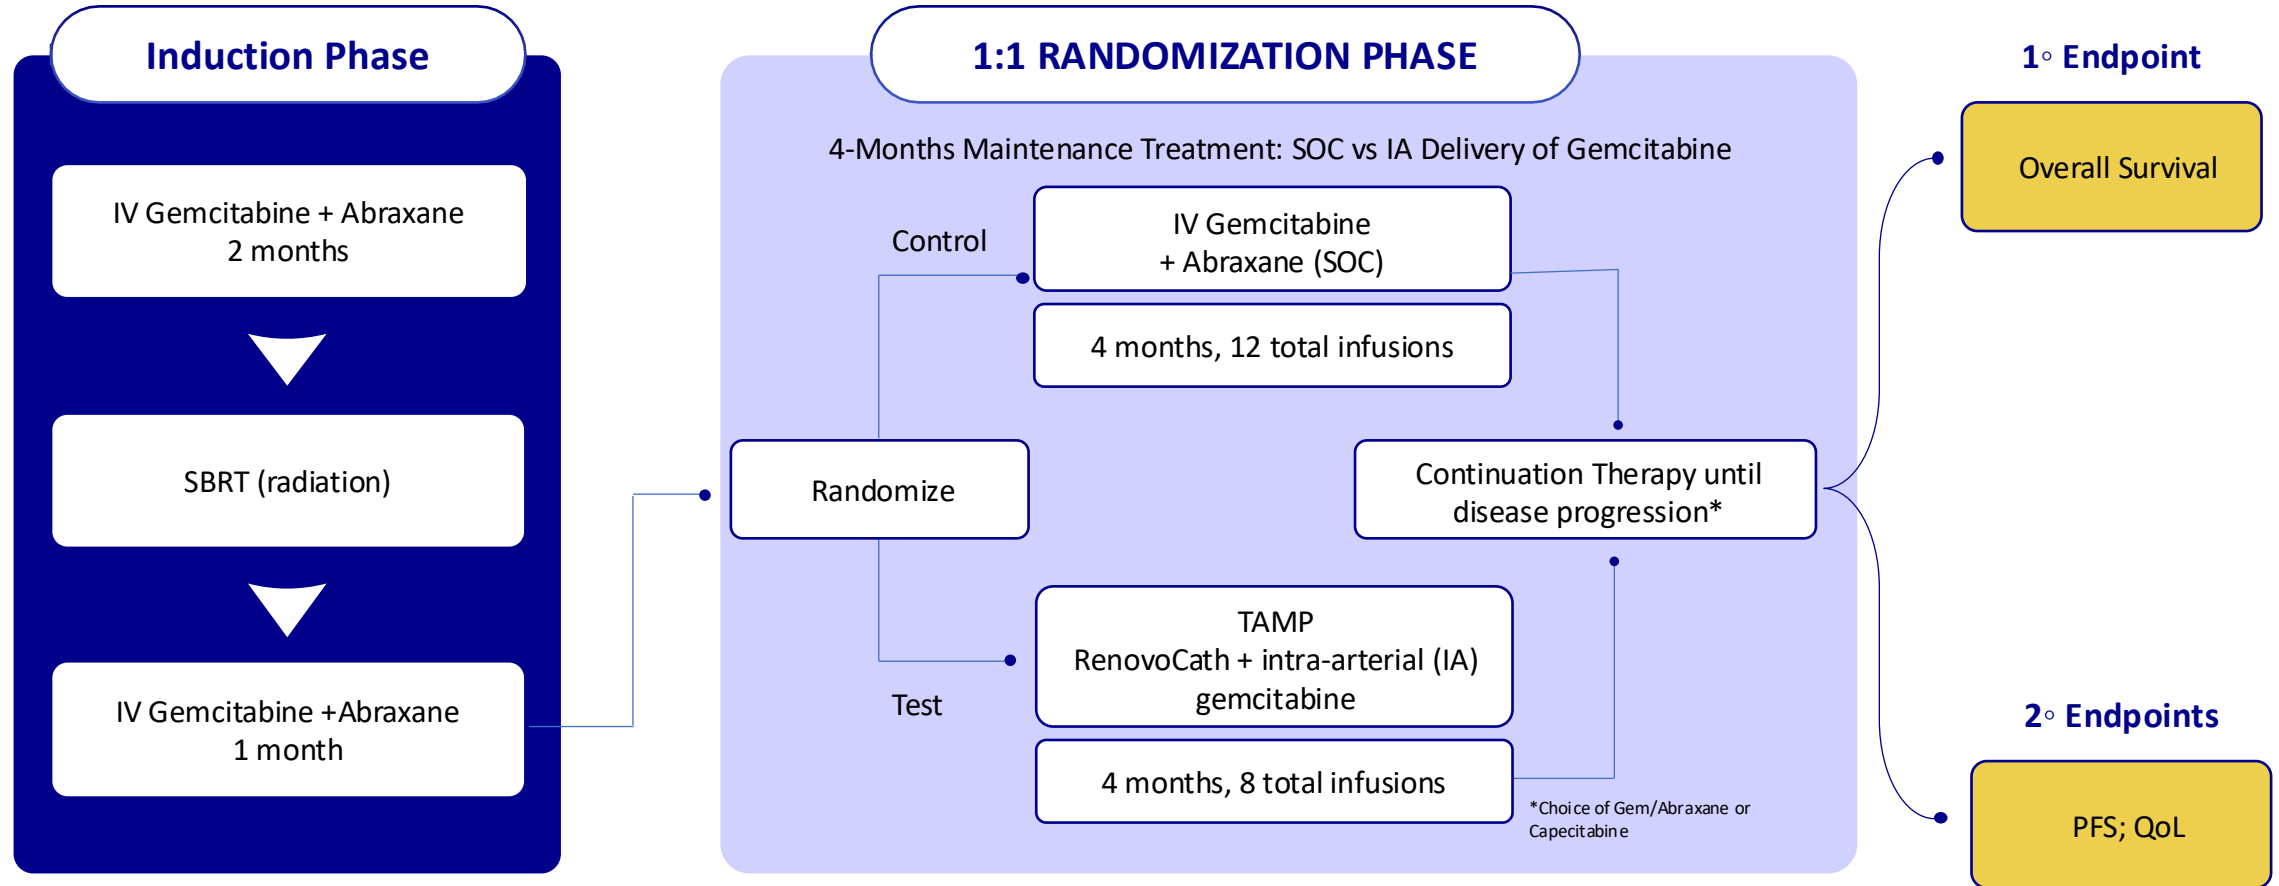 Induction Phase
IV Gemcitabine + Abraxane
2 months
SBRT (radiation)
IV Gemcitabine +Abraxane
1 month
1:1 RANDOMIZATION PHASE
4-Months Maintenance Treatment: SOC vs IA Delivery of Gemcitabine
Control
IV Gemcitabine
+ Abraxane (SOC)
4 months, 12 total infusions
Randomize
Continuation Therapy until
disease progression*
Test
TAMP
RenovoCath + intra-arterial (IA)
gemcitabine
4 months, 8 total infusions
*Choice of Gem/Abraxane or
Capecitabine
1◦ Endpoint
Overall Survival
2◦ Endpoints
PFS; QoL